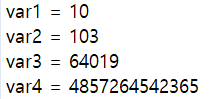 var1 = 10
var2 = 103
var3 = 64019
var4 = 4857264542365